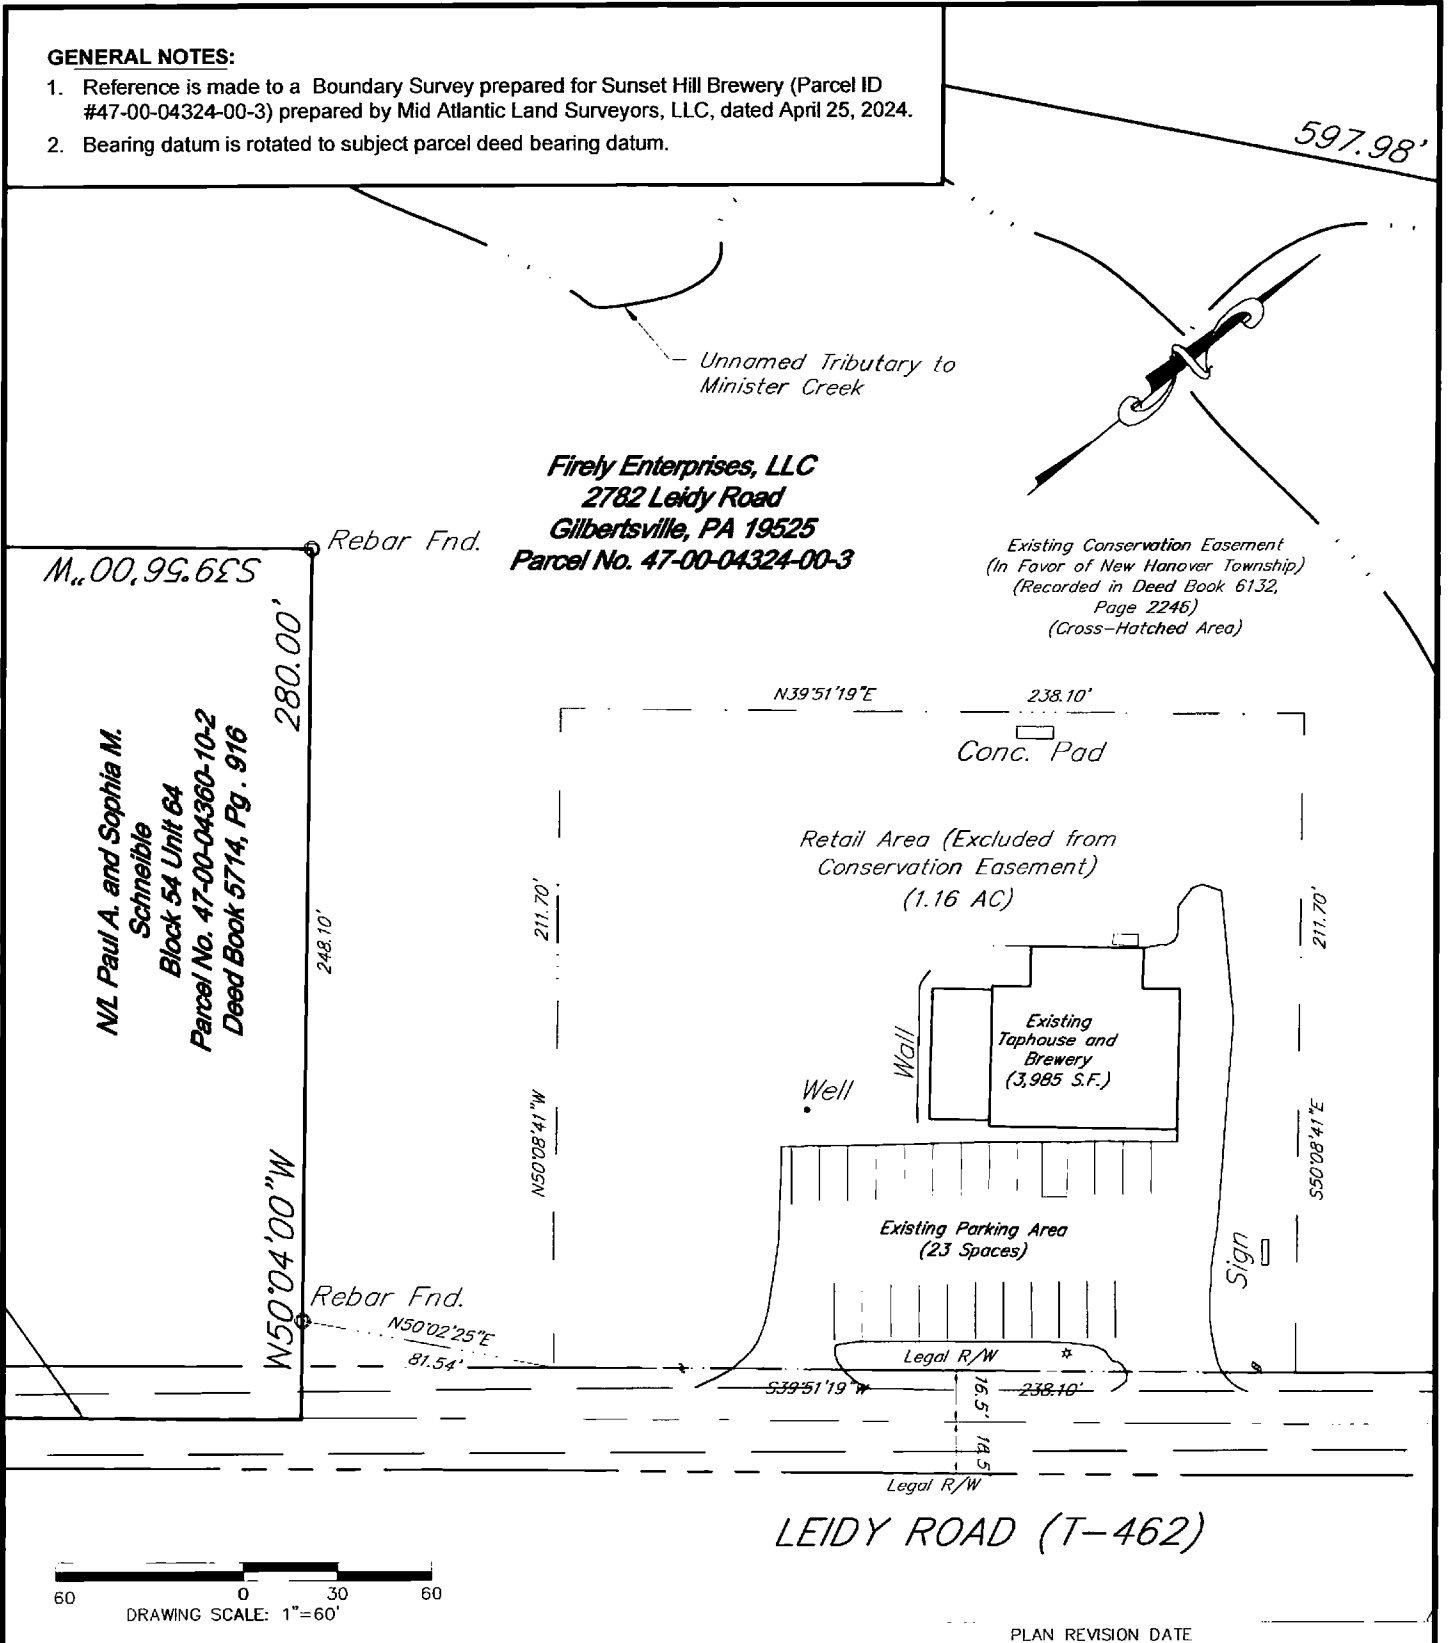 GENERAL NOTES:
1. Reference is made to a Boundary Survey prepared for Sunset Hill Brewery (Parcel ID
#47-00-04324-00-3) prepared by Mid Atlantic Land Surveyors, LLC, dated April 25, 2024.
2. Bearing datum is rotated to subject parcel deed bearing datum.
597.98'
Unnamed Tributary to
Minister Creek
Firely Enterprises, LLC
2782 Leidy Road
Gilbertsville, PA 19525
Parcel No. 47-00-04324-00-3
Existing Conservation Easement
(In Favor of New Hanover Township)
(Recorded in Deed Book 6132,
Page 2246)
(Cross-Hatched Area)
Rebar Fnd.
S39°56'00"W
280.00'
N50°04'00"W
248.10'
N/L Paul A. and Sophia M.
Schneible
Block 54 Unit 64
Parcel No. 47-00-04360-10-2
Deed Book 5714, Pg. 916
N39°51'19"E 238.10'
Conc. Pad
Retail Area (Excluded from
Conservation Easement)
(1.16 AC)
211.70'
N50°08'41"W
211.70'
S50°08'41"E
Existing
Taphouse and
Brewery
(3,985 S.F.)
Wall
Well
Existing Parking Area
(23 Spaces)
Sign
Rebar Fnd.
N50°02'25"E
81.54'
Legal R/W
S39°51'19"W 238.10'
16.5'
16.5'
Legal R/W
LEIDY ROAD (T-462)
60 0 30 60
DRAWING SCALE: 1"=60'
PLAN REVISION DATE